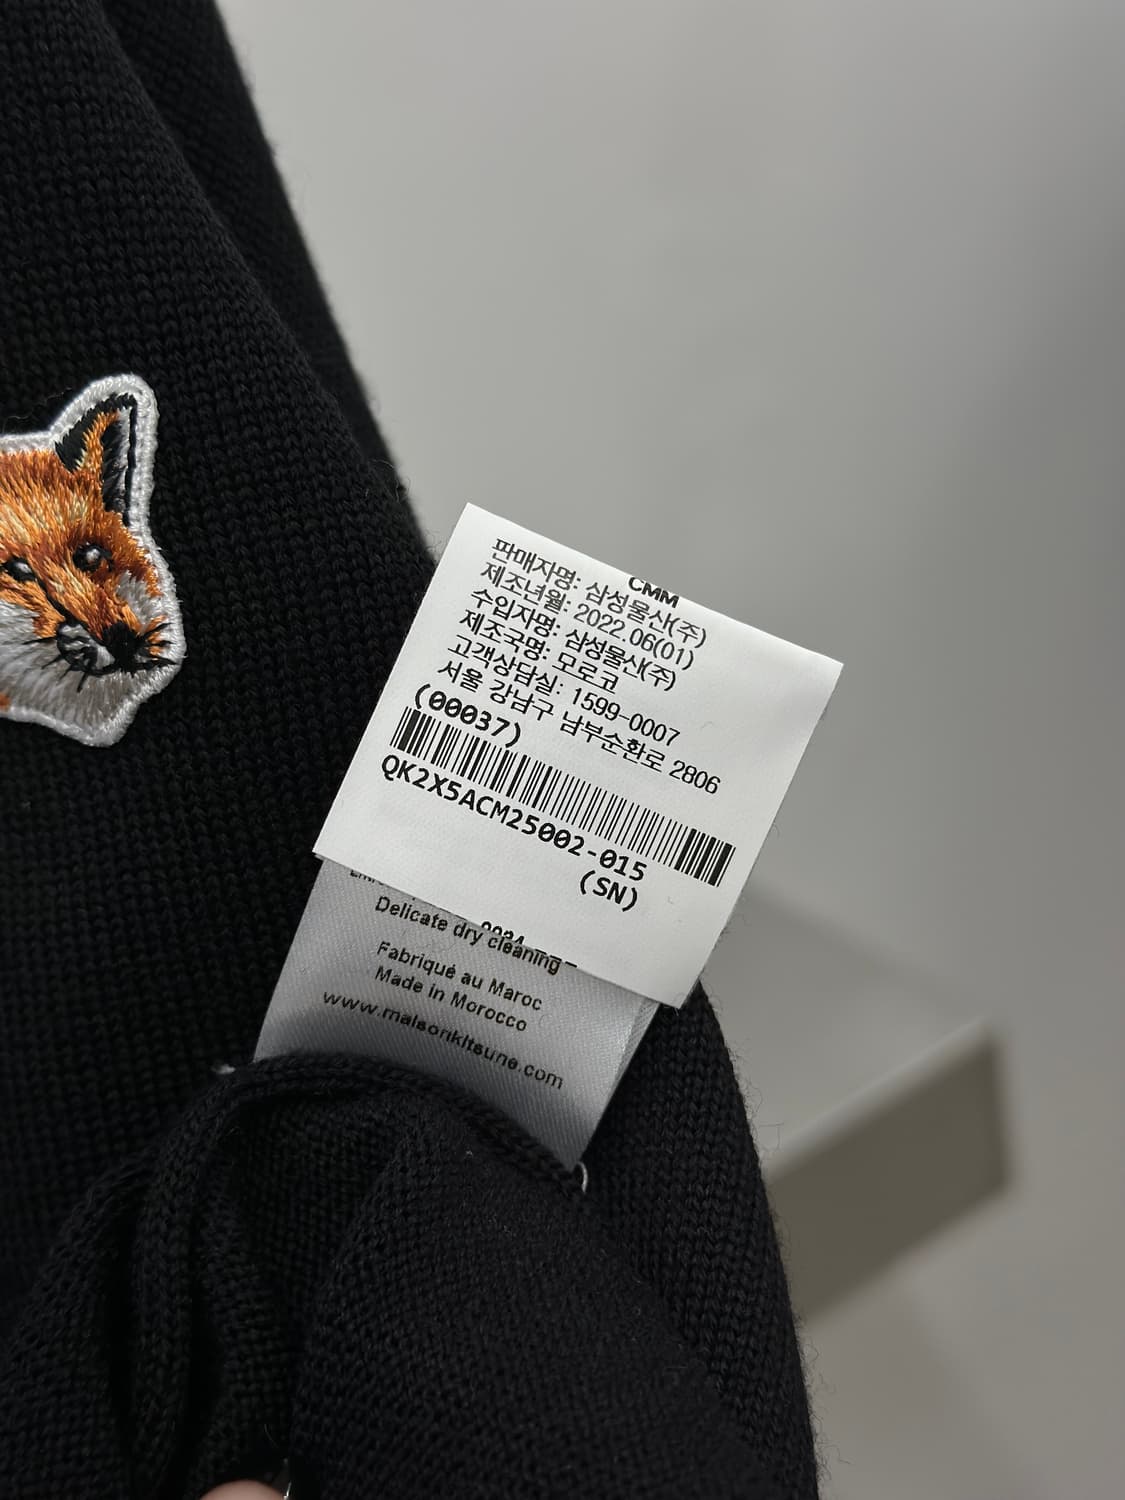 CMM
판매자명: 삼성물산(주)
제조년월: 2022.06(01)
수입자명: 삼성물산(주)
제조국명: 모로코
고객상담실: 1599-0007
서울 강남구 남부순환로 2806
(00037)
QK2X5ACM25002-015
(SN)
Delicate dry cleaning
Fabriqué au Maroc
Made in Morocco
www.maisonkitsune.com